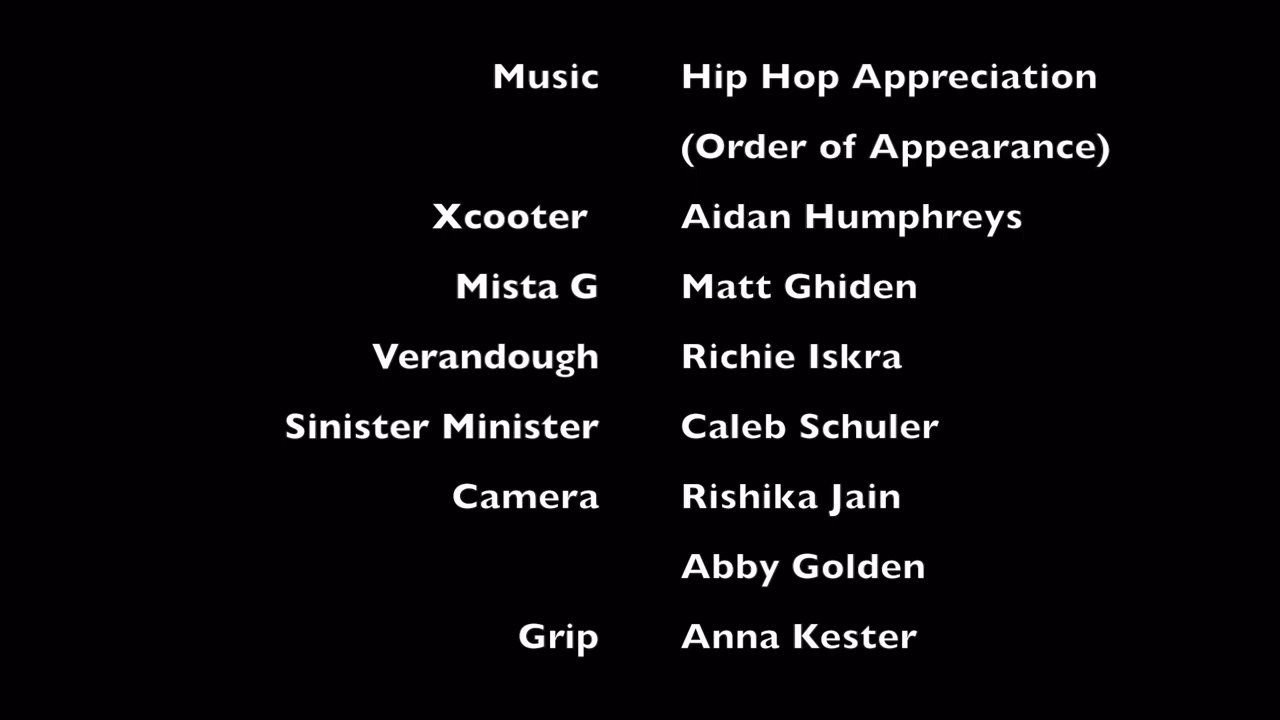 Music Hip Hop Appreciation
(Order of Appearance)
Xcooter Aidan Humphreys
Mista G Matt Ghiden
Verandough Richie Iskra
Sinister Minister Caleb Schuler
Camera Rishika Jain
Abby Golden
Grip Anna Kester